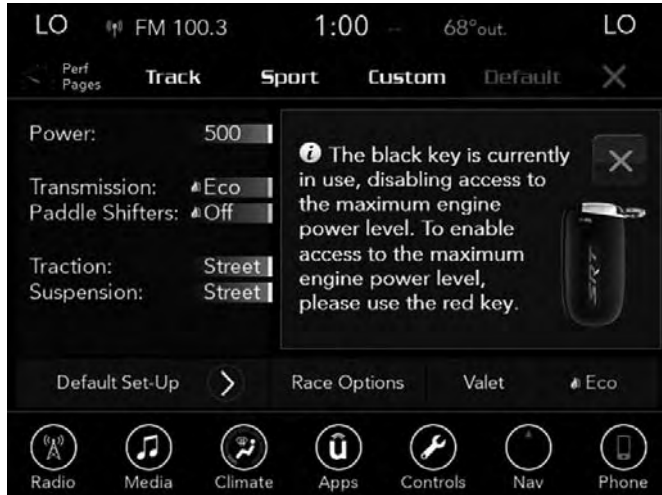 LO FM 100.3 1:00 -- 68°out. LO
Perf
Pages
Track Sport Custom Default
Power: 500
Transmission: Eco
Paddle Shifters: Off
Traction: Street
Suspension: Street
The black key is currently
in use, disabling access to
the maximum engine
power level. To enable
access to the maximum
engine power level,
please use the red key.
SRT
Default Set-Up Race Options Valet Eco
Radio Media Climate Apps Controls Nav Phone